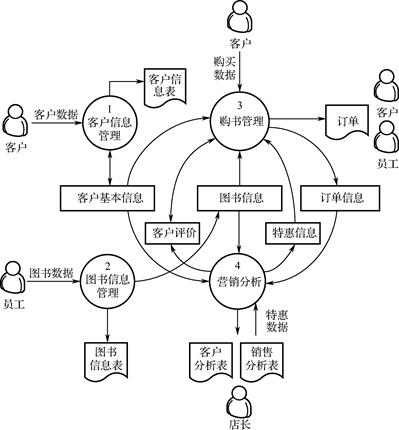 客户
购买
数据
客户信
息表
1
客户信息
管理
客户数据
客户
3
购书管理
订单
客户
员工
客户基本信息
图书信息
订单信息
客户评价
特惠信息
图书数据
员工
2
图书信息
管理
4
营销分析
特惠
数据
图书
信息表
客户
分析表
销售
分析表
店长